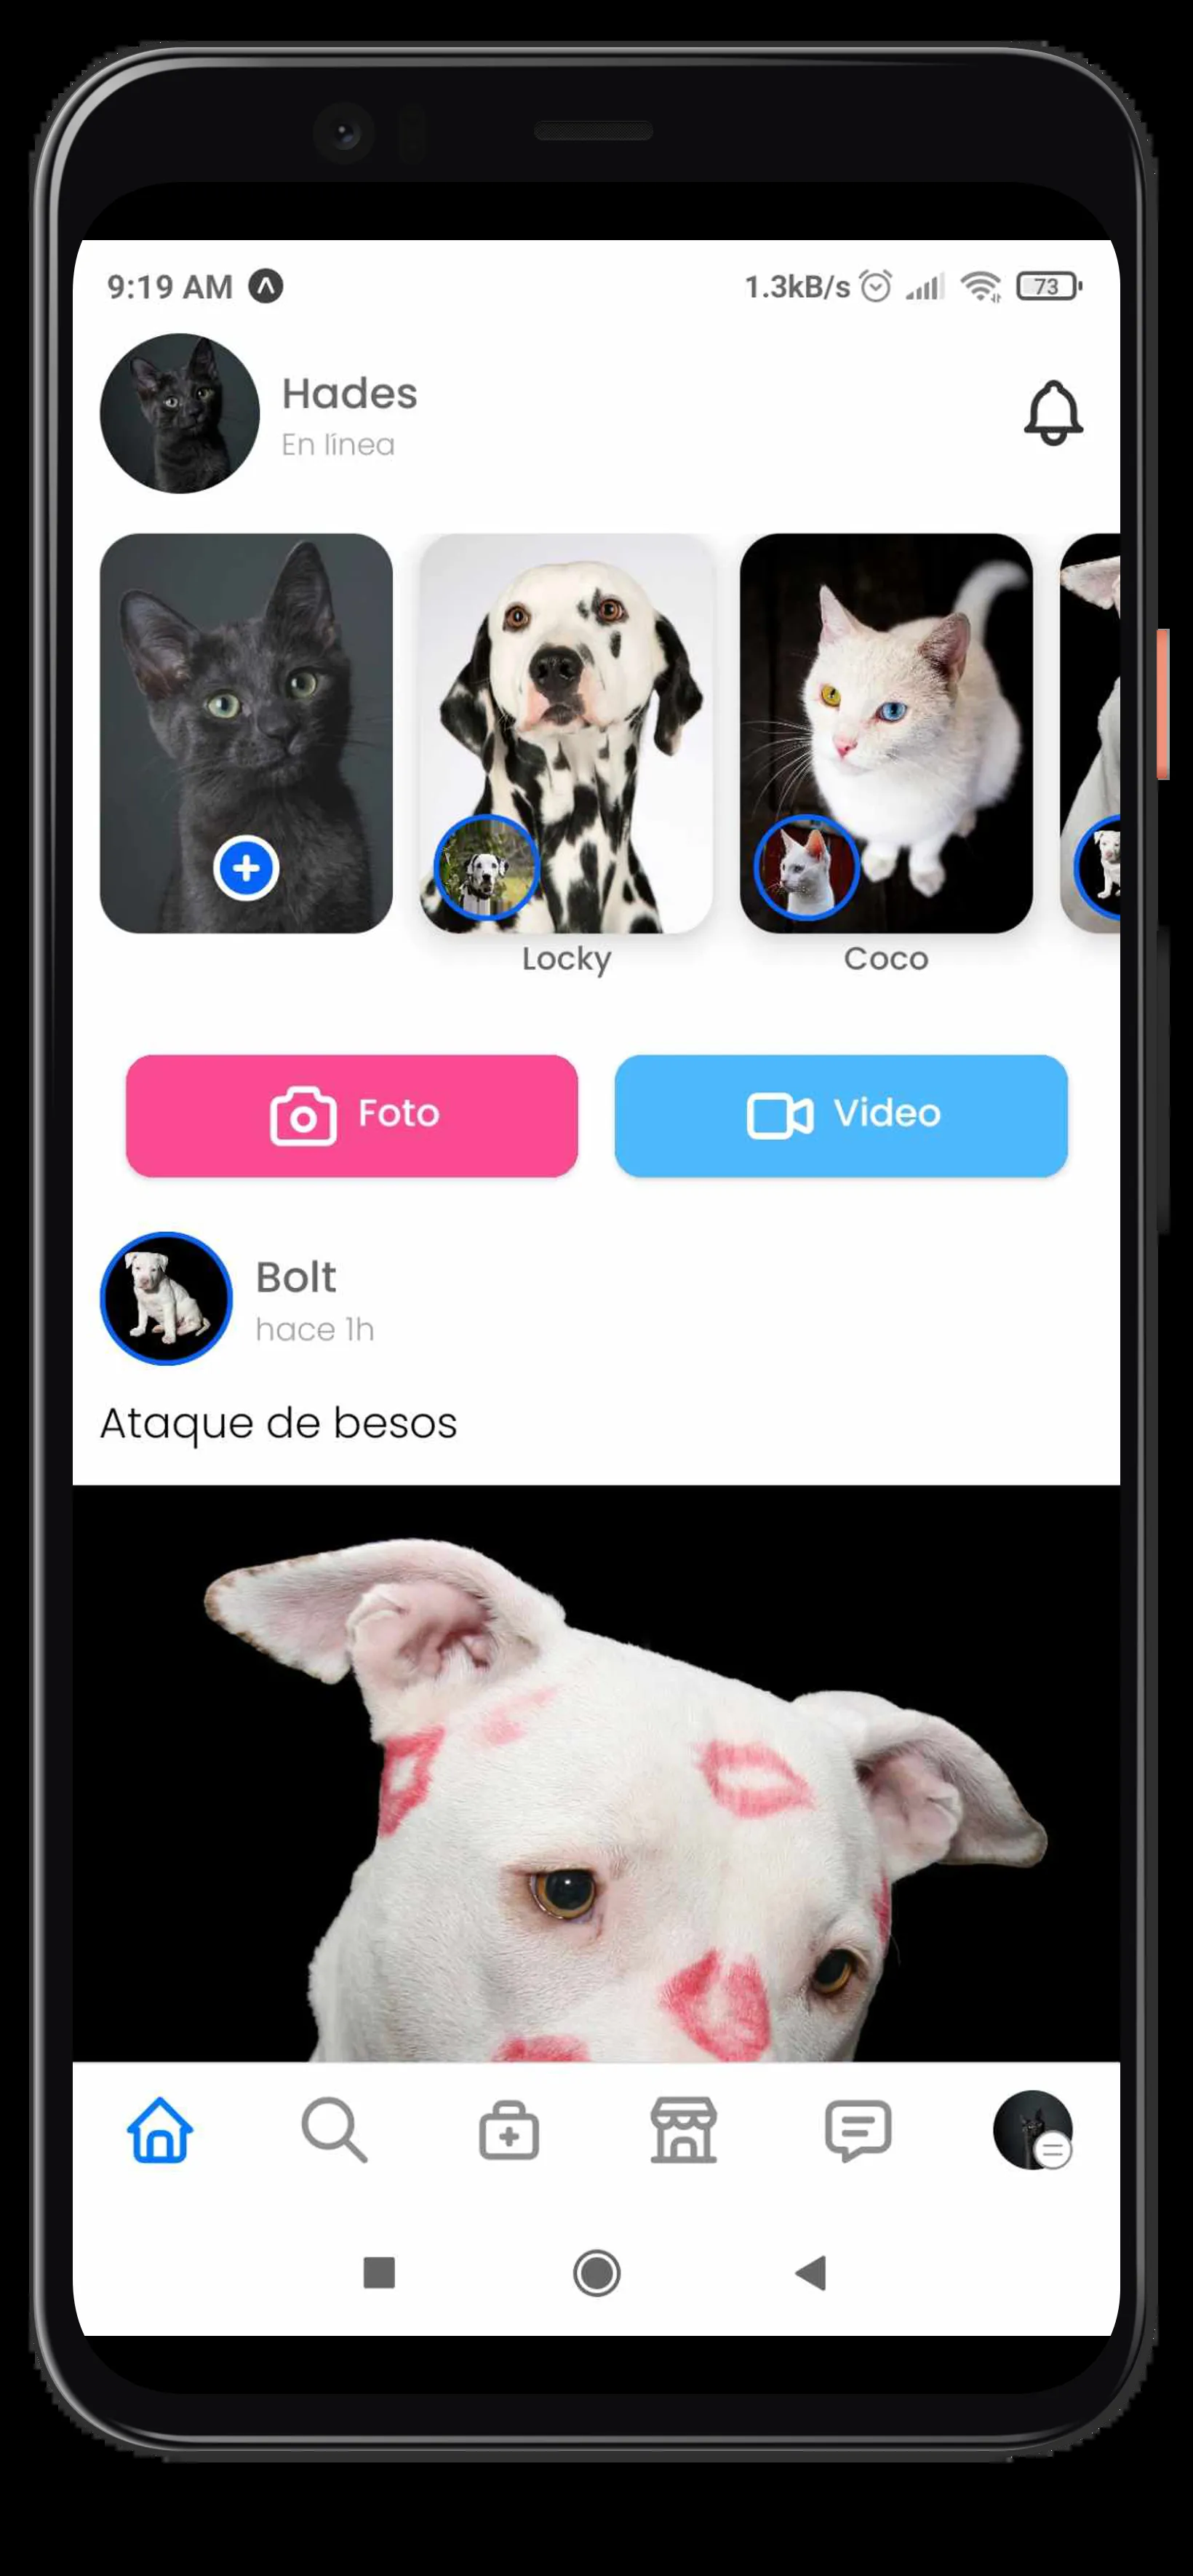 9:19 AM
1.3kB/s
73
Hades
En línea
Locky
Coco
Foto
Video
Bolt
hace 1h
Ataque de besos